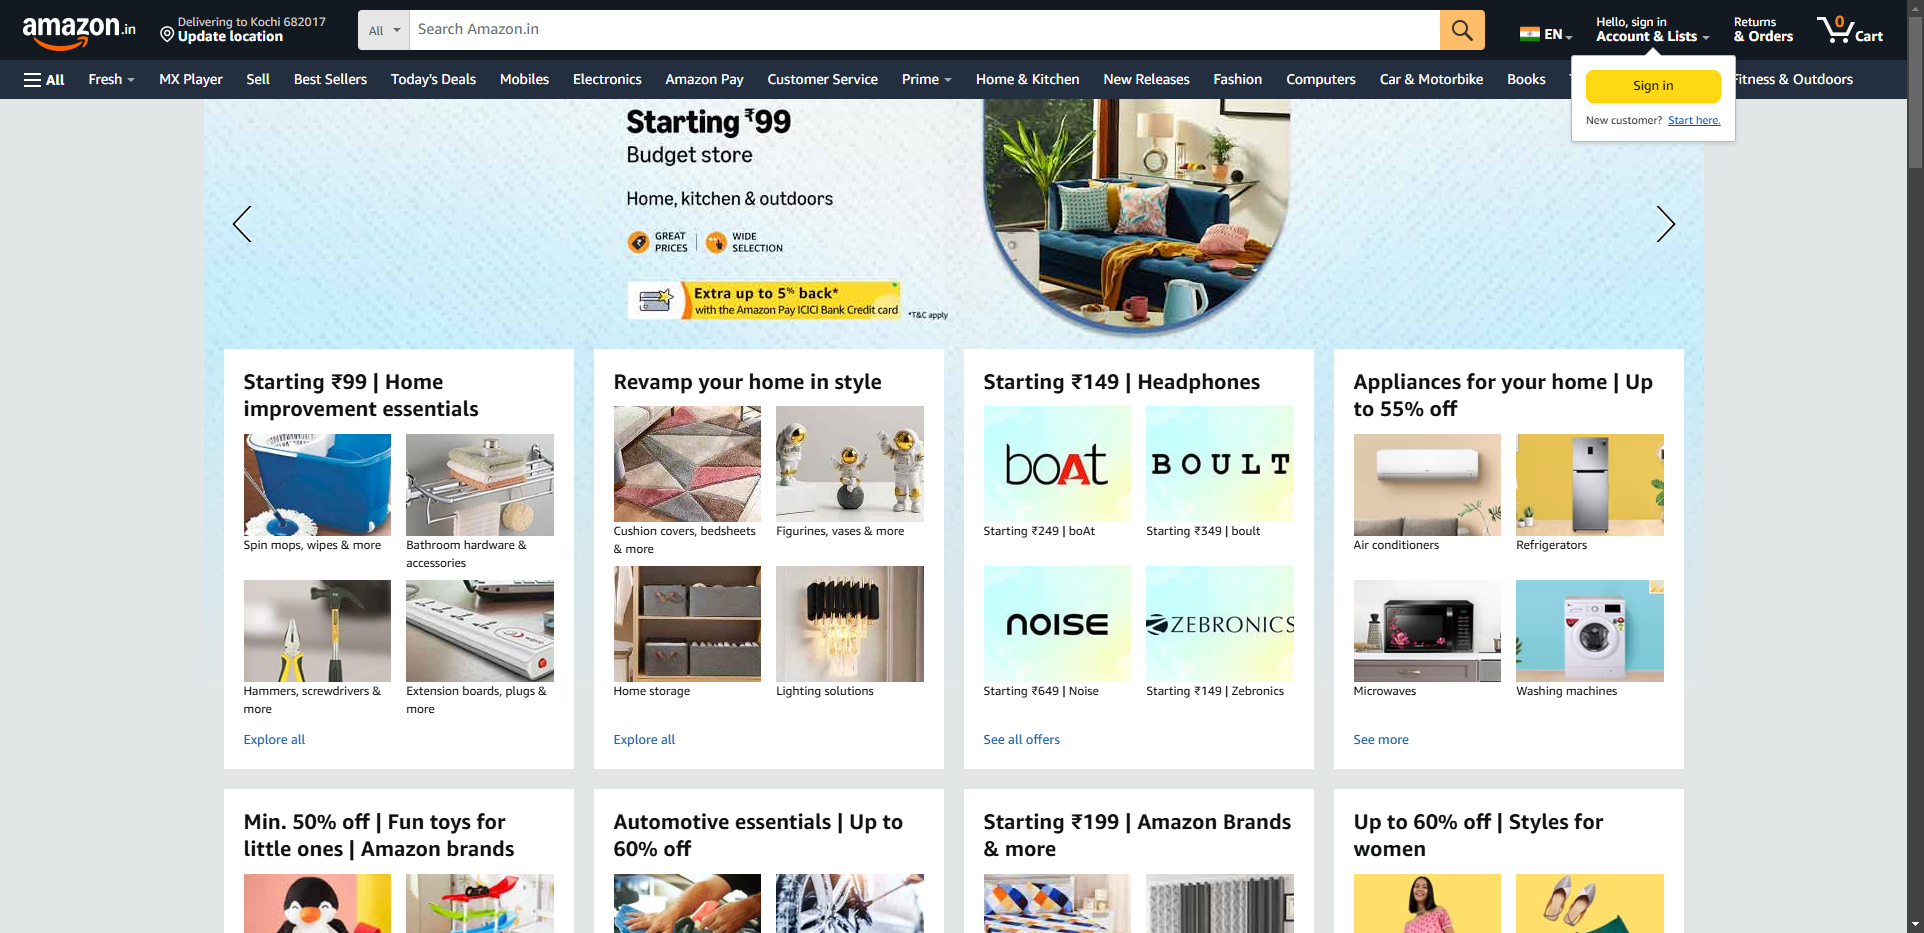 amazon.in
Delivering to Kochi 682017
Update location
All
Search Amazon.in
EN
Hello, sign in
Account & Lists
Returns
& Orders
0
Cart
All
Fresh
MX Player
Sell
Best Sellers
Today's Deals
Mobiles
Electronics
Amazon Pay
Customer Service
Prime
Home & Kitchen
New Releases
Fashion
Computers
Car & Motorbike
Books
Fitness & Outdoors
Sign in
New customer? Start here.
Starting ₹99
Budget store
Home, kitchen & outdoors
GREAT
PRICES
WIDE
SELECTION
Extra up to 5% back*
with the Amazon Pay ICICI Bank Credit card
*T&C apply
Starting ₹99 | Home
improvement essentials
Spin mops, wipes & more
Bathroom hardware &
accessories
Hammers, screwdrivers &
more
Extension boards, plugs &
more
Explore all
Revamp your home in style
Cushion covers, bedsheets
& more
Figurines, vases & more
Home storage
Lighting solutions
Explore all
Starting ₹149 | Headphones
boAt
BOULT
Starting ₹249 | boAt
Starting ₹349 | boult
noise
ZEBRONICS
Starting ₹649 | Noise
Starting ₹149 | Zebronics
See all offers
Appliances for your home | Up
to 55% off
Air conditioners
Refrigerators
Microwaves
Washing machines
See more
Min. 50% off | Fun toys for
little ones | Amazon brands
Automotive essentials | Up to
60% off
Starting ₹199 | Amazon Brands
& more
Up to 60% off | Styles for
women